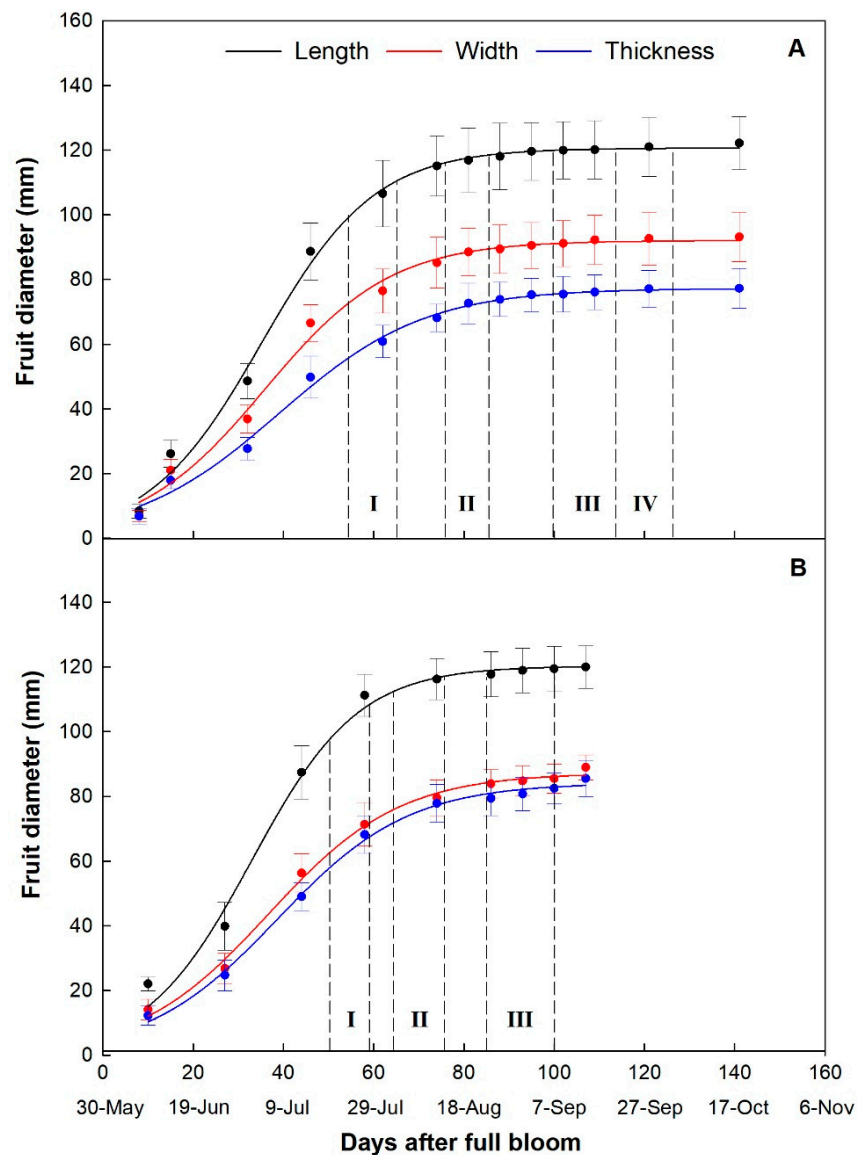 Length Width Thickness A
160
140
120
100
80
60
40
20
0
Fruit diameter (mm)
I II III IV
B
140
120
100
80
60
40
20
0
Fruit diameter (mm)
I II III
0 20 40 60 80 100 120 140 160
30-May 19-Jun 9-Jul 29-Jul 18-Aug 7-Sep 27-Sep 17-Oct 6-Nov
Days after full bloom